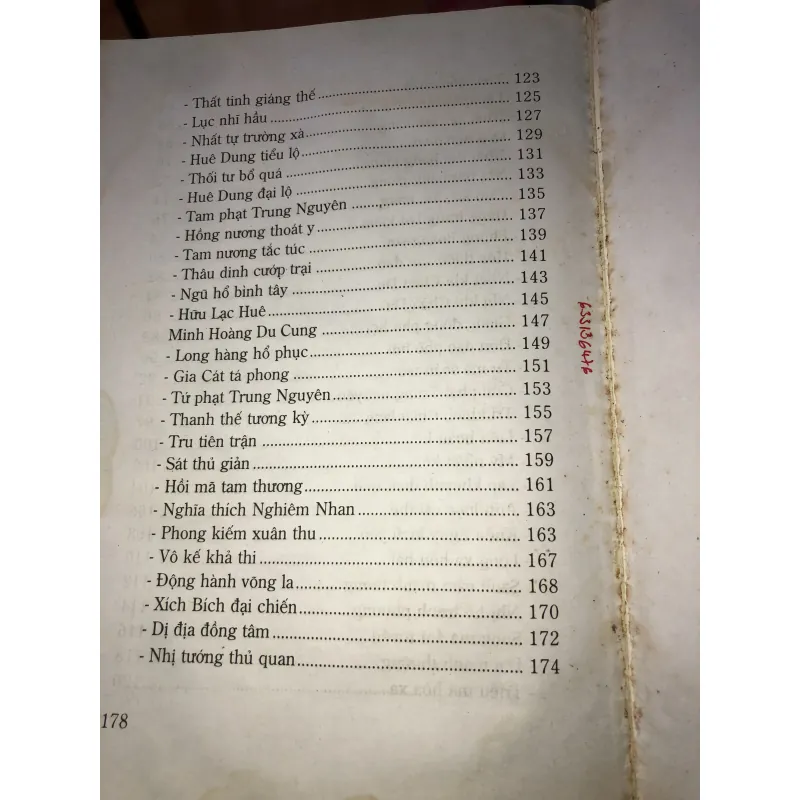 - Thất tinh giáng thế 123
- Lục nhĩ hầu 125
- Nhất tự trường xà 127
- Huê Dung tiểu lộ 129
- Thối tư bổ quá 131
- Huê Dung đại lộ 133
- Tam phạt Trung Nguyên 135
- Hồng nương thoát y 137
- Tam nương tắc túc 139
- Thâu dinh cướp trại 141
- Ngũ hổ bình tây 143
- Hữu Lạc Huê 145
Minh Hoàng Du Cung 147
- Long hàng hổ phục 149
- Gia Cát tá phong 151
- Tứ phạt Trung Nguyên 153
- Thanh thế tương kỳ 155
- Tru tiên trận 157
- Sát thủ giản 159
- Hồi mã tam thương 161
- Nghĩa thích Nghiêm Nhan 163
- Phong kiếm xuân thu 163
- Vô kế khả thi 167
- Động hành võng la 168
- Xích Bích đại chiến 170
- Dị địa đồng tâm 172
- Nhị tướng thủ quan 174
178